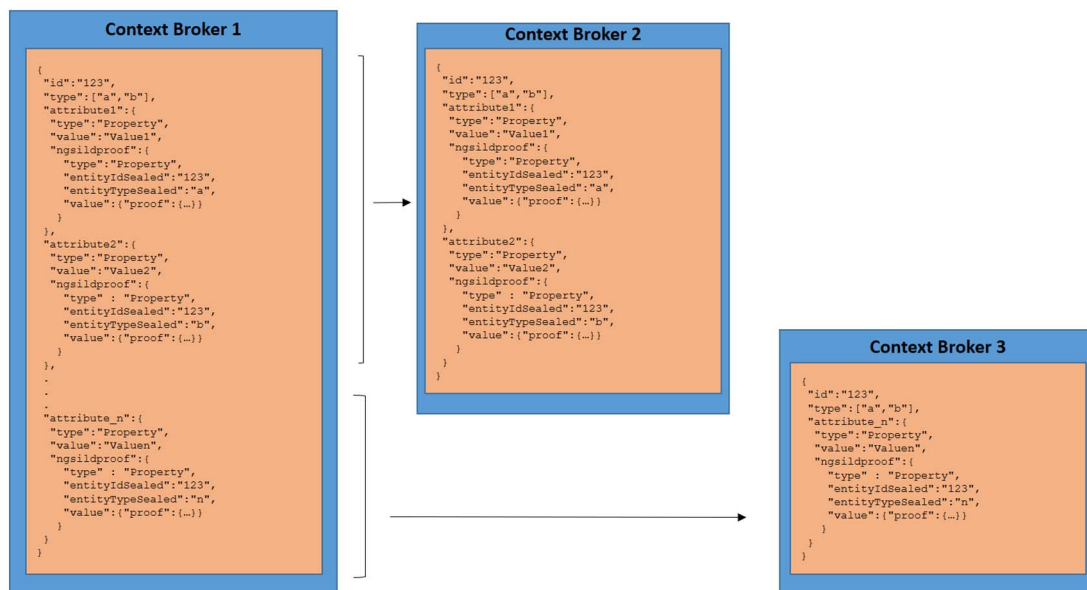 Context Broker 1
{
"id":"123",
"type":["a","b"],
"attribute1":{
"type":"Property",
"value":"Value1",
"ngsildproof":{
"type":"Property",
"entityIdSealed":"123",
"entityTypeSealed":"a",
"value":{"proof":{…}}
}
},
"attribute2":{
"type":"Property",
"value":"Value2",
"ngsildproof":{
"type" : "Property",
"entityIdSealed":"123",
"entityTypeSealed":"b",
"value":{"proof":{…}}
}
},
.
.
.
"attribute_n":{
"type":"Property",
"value":"Valuen",
"ngsildproof":{
"type" : "Property",
"entityIdSealed":"123",
"entityTypeSealed":"n",
"value":{"proof":{…}}
}
}
}
Context Broker 2
{
"id":"123",
"type":["a","b"],
"attribute1":{
"type":"Property",
"value":"Value1",
"ngsildproof":{
"type":"Property",
"entityIdSealed":"123",
"entityTypeSealed":"a",
"value":{"proof":{…}}
}
},
"attribute2":{
"type":"Property",
"value":"Value2",
"ngsildproof":{
"type" : "Property",
"entityIdSealed":"123",
"entityTypeSealed":"b",
"value":{"proof":{…}}
}
}
}
Context Broker 3
{
"id":"123",
"type":["a","b"],
"attribute_n":{
"type":"Property",
"value":"Valuen",
"ngsildproof":{
"type" : "Property",
"entityIdSealed":"123",
"entityTypeSealed":"n",
"value":{"proof":{…}}
}
}
}